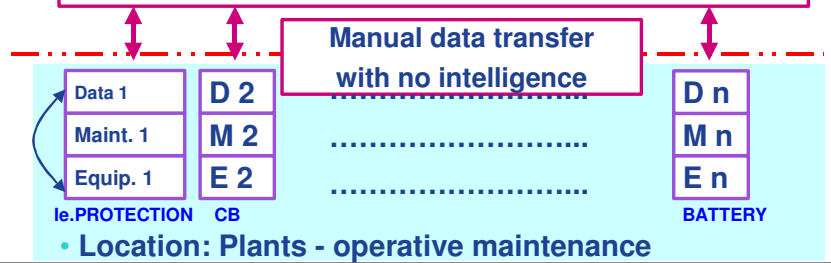 Manual data transfer
with no intelligence
Data 1 D 2 ............................ D n
Maint. 1 M 2 ............................ M n
Equip. 1 E 2 ............................ E n
Ie.PROTECTION CB BATTERY
• Location: Plants - operative maintenance